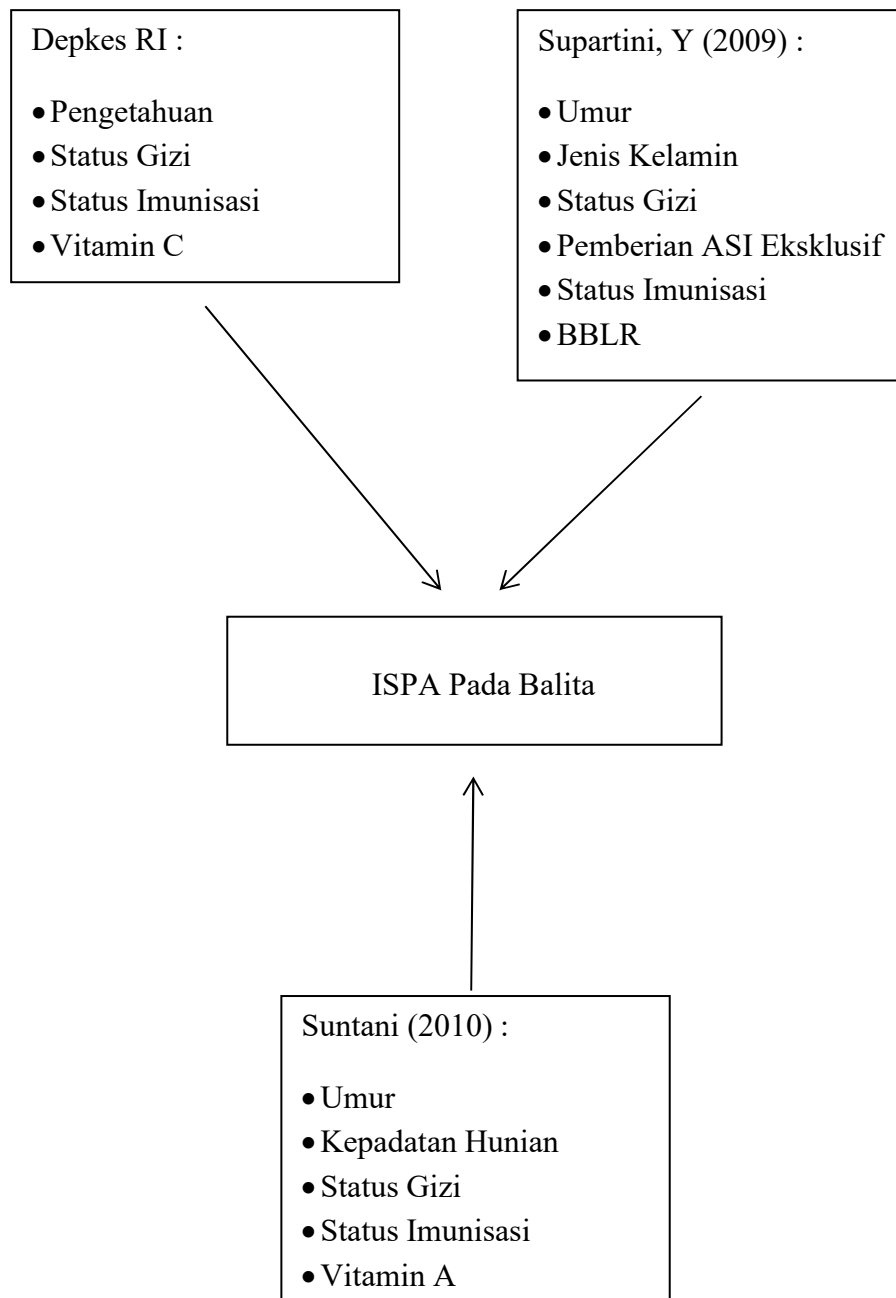 Depkes RI :
• Pengetahuan
• Status Gizi
• Status Imunisasi
• Vitamin C
Supartini, Y (2009) :
• Umur
• Jenis Kelamin
• Status Gizi
• Pemberian ASI Eksklusif
• Status Imunisasi
• BBLR
ISPA Pada Balita
Suntani (2010) :
• Umur
• Kepadatan Hunian
• Status Gizi
• Status Imunisasi
• Vitamin A